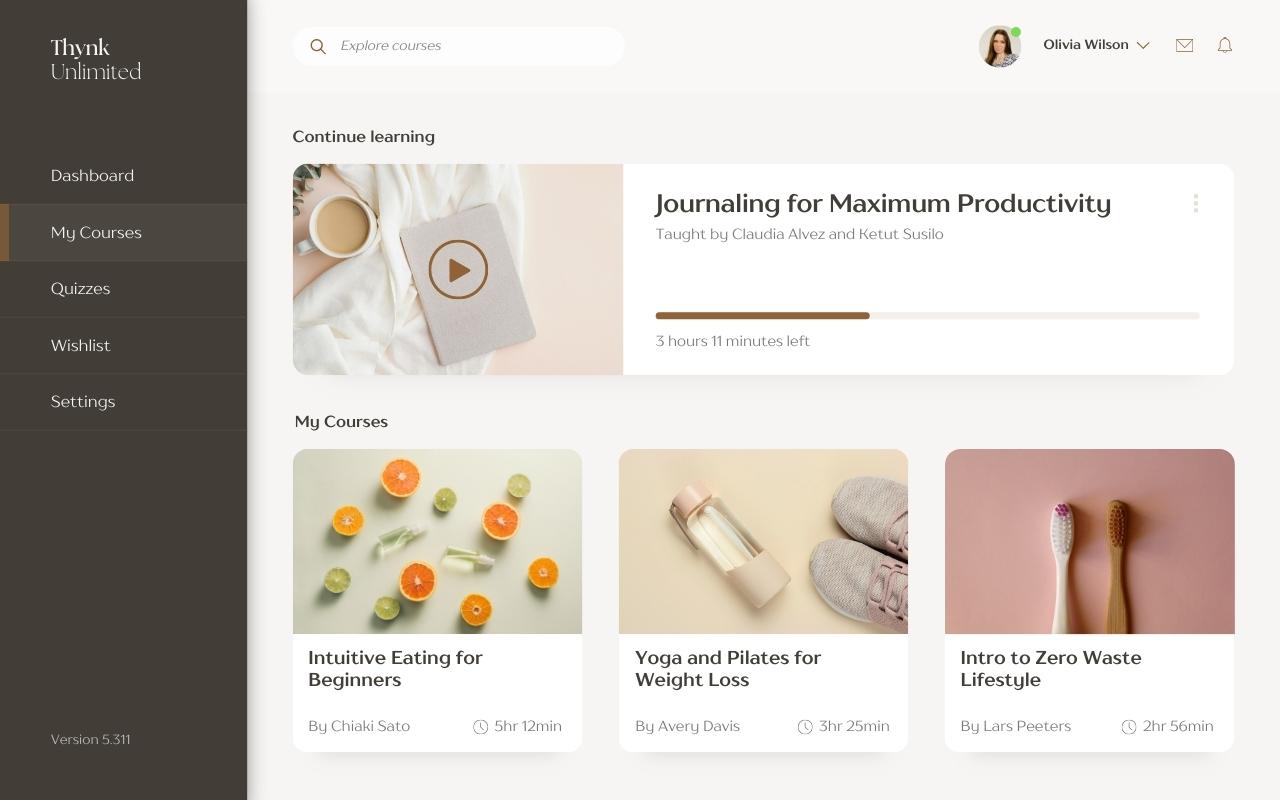 Thynk
Unlimited
Explore courses
Olivia Wilson
Dashboard
My Courses
Quizzes
Wishlist
Settings
Version 5.311
Continue learning
Journaling for Maximum Productivity
Taught by Claudia Alvez and Ketut Susilo
3 hours 11 minutes left
My Courses
Intuitive Eating for
Beginners
By Chiaki Sato
5hr 12min
Yoga and Pilates for
Weight Loss
By Avery Davis
3hr 25min
Intro to Zero Waste
Lifestyle
By Lars Peeters
2hr 56min